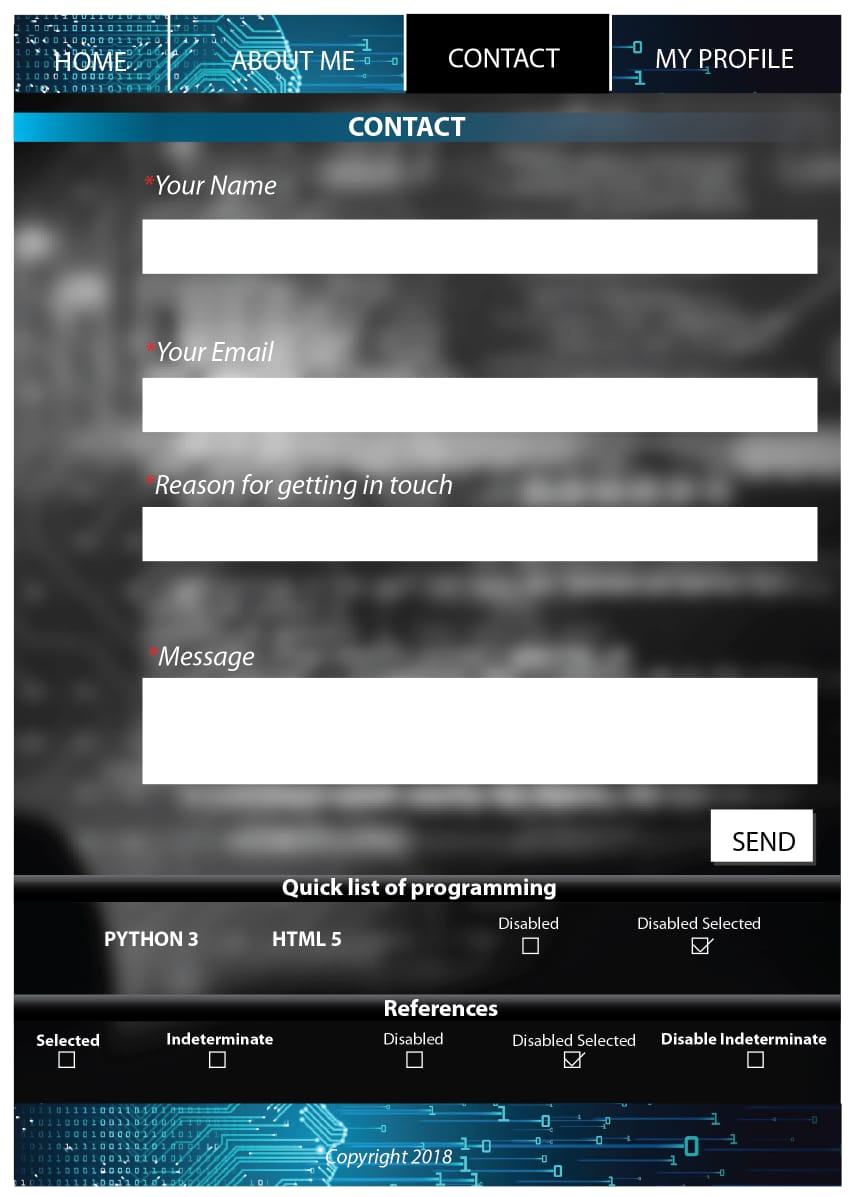 HOME ABOUT ME CONTACT MY PROFILE
CONTACT
*Your Name
*Your Email
*Reason for getting in touch
*Message
SEND
Quick list of programming
PYTHON 3 HTML 5 Disabled Disabled Selected
References
Selected Indeterminate Disabled Disabled Selected Disable Indeterminate
Copyright 2018